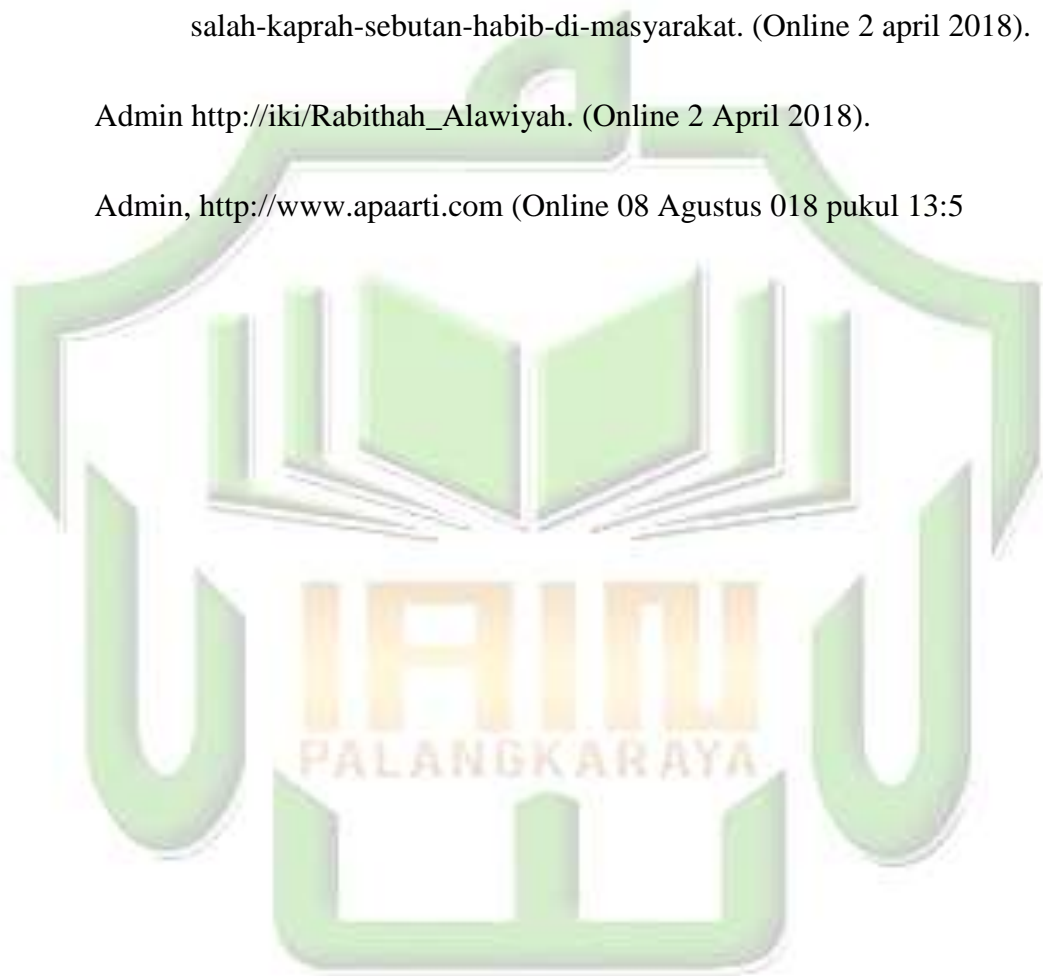 salah-kaprah-sebutan-habib-di-masyarakat. (Online 2 april 2018).
Admin http://iki/Rabithah_Alawiyah. (Online 2 April 2018).
Admin, http://www.apaarti.com (Online 08 Agustus 018 pukul 13:5
IAIN
PALANGKARAYA